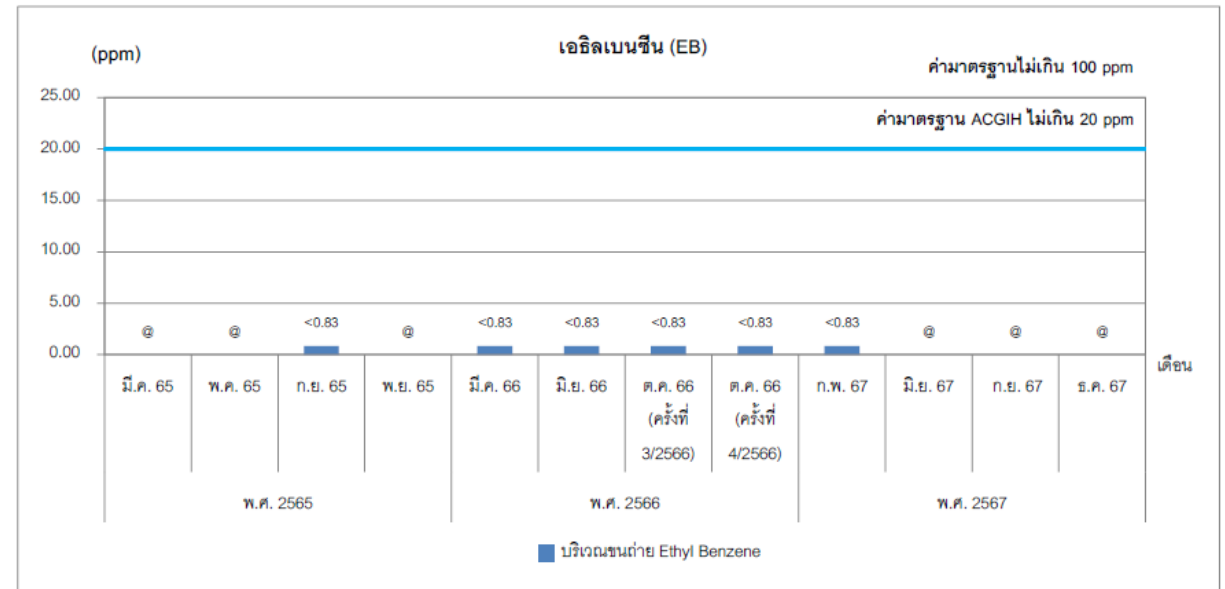 เอธิลเบนซีน (EB)
(ppm)
ค่ามาตรฐานไม่เกิน 100 ppm
25.00
ค่ามาตรฐาน ACGIH ไม่เกิน 20 ppm
20.00
15.00
10.00
5.00
@ @ <0.83 @ <0.83 <0.83 <0.83 <0.83 <0.83 @ @ @
0.00
เดือน
มี.ค. 65 พ.ค. 65 ก.ย. 65 พ.ย. 65 มี.ค. 66 มิ.ย. 66 ต.ค. 66 ต.ค. 66 ก.พ. 67 มิ.ย. 67 ก.ย. 67 ธ.ค. 67
(ครั้งที่ (ครั้งที่
3/2566) 4/2566)
พ.ศ. 2565 พ.ศ. 2566 พ.ศ. 2567
บริเวณขนถ่าย Ethyl Benzene